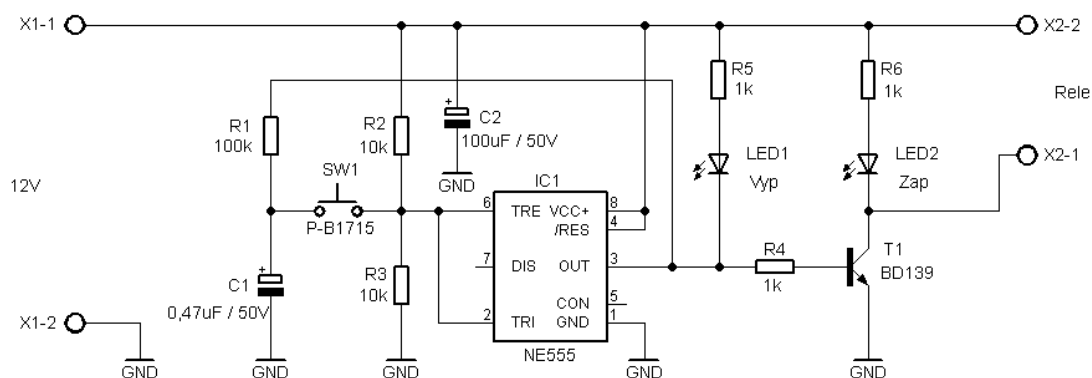 X1-1
X2-2
R5
1k
R6
1k
Rele
R1
100k
R2
10k
+
C2
100uF / 50V
LED1
Vyp
LED2
Zap
X2-1
12V
SW1
P-B1715
GND
IC1
6
TRE
VCC+
8
/RES
4
7
DIS
OUT
3
R4
1k
T1
BD139
+
C1
0,47uF / 50V
R3
10k
CON
5
2
TRI
GND
1
X1-2
NE555
GND
GND
GND
GND
GND